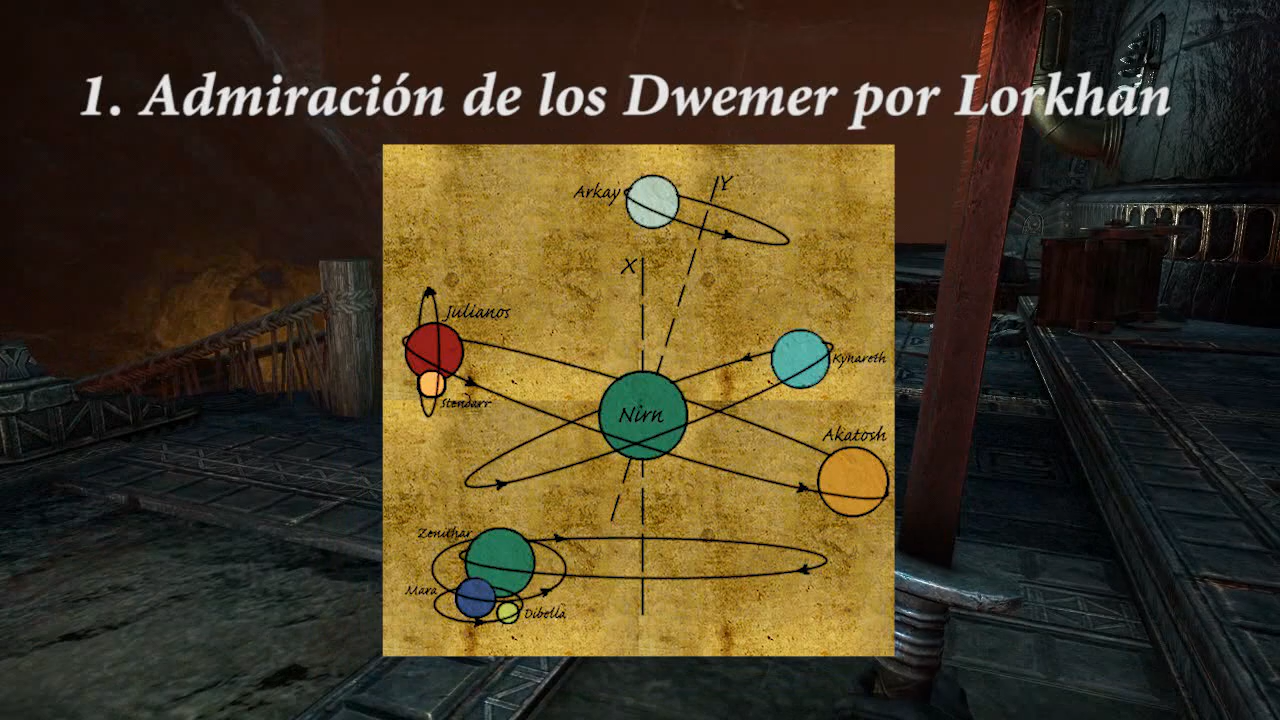 1. Admiración de los Dwemer por Lorkhan
Arkay
Y
X
Julianos
Stendarr
Kynareth
Nirn
Akatosh
Zenithar
Mara
Dibella